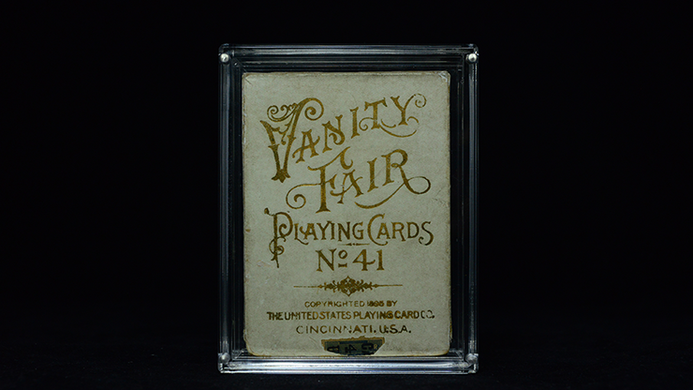 VANITY
FAIR
PLAYING CARDS
No 41
COPYRIGHTED 1895 BY
THE UNITED STATES PLAYING CARD CO.
CINCINNATI. U.S.A.